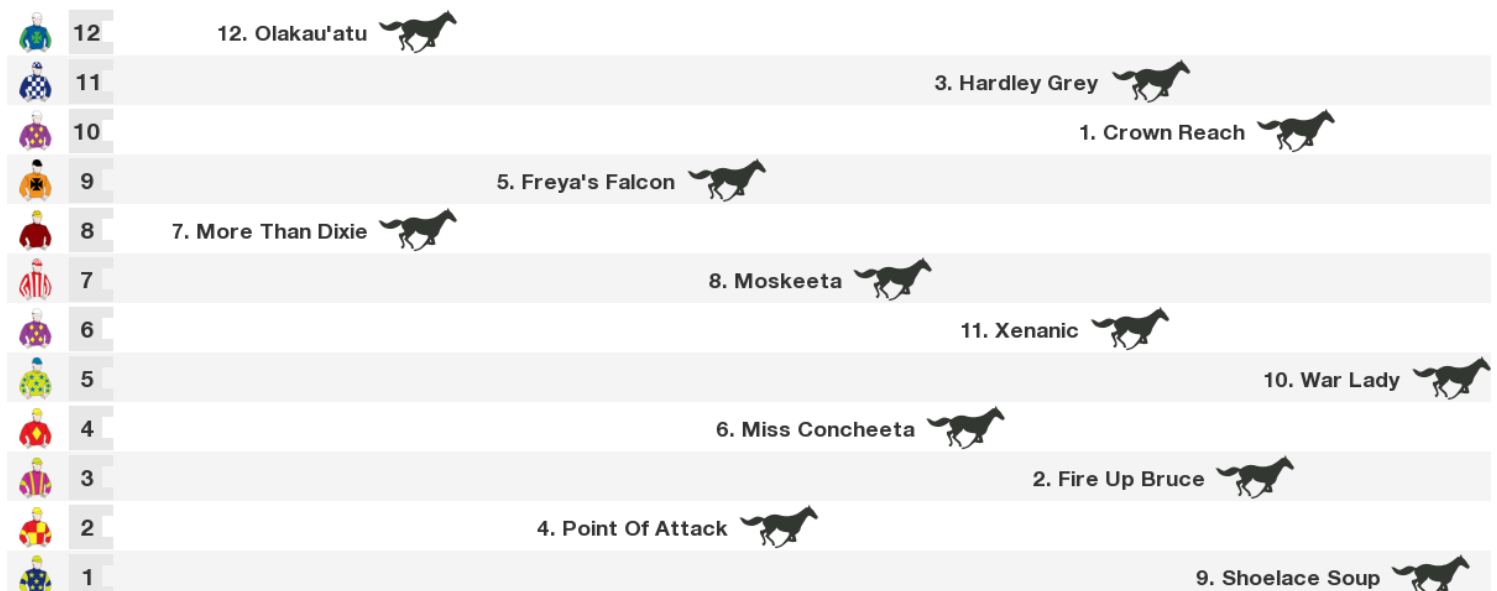 12 12. Olakau'atu
11 3. Hardley Grey
10 1. Crown Reach
9 5. Freya's Falcon
8 7. More Than Dixie
7 8. Moskeeta
6 11. Xenanic
5 10. War Lady
4 6. Miss Concheeta
3 2. Fire Up Bruce
2 4. Point Of Attack
1 9. Shoelace Soup